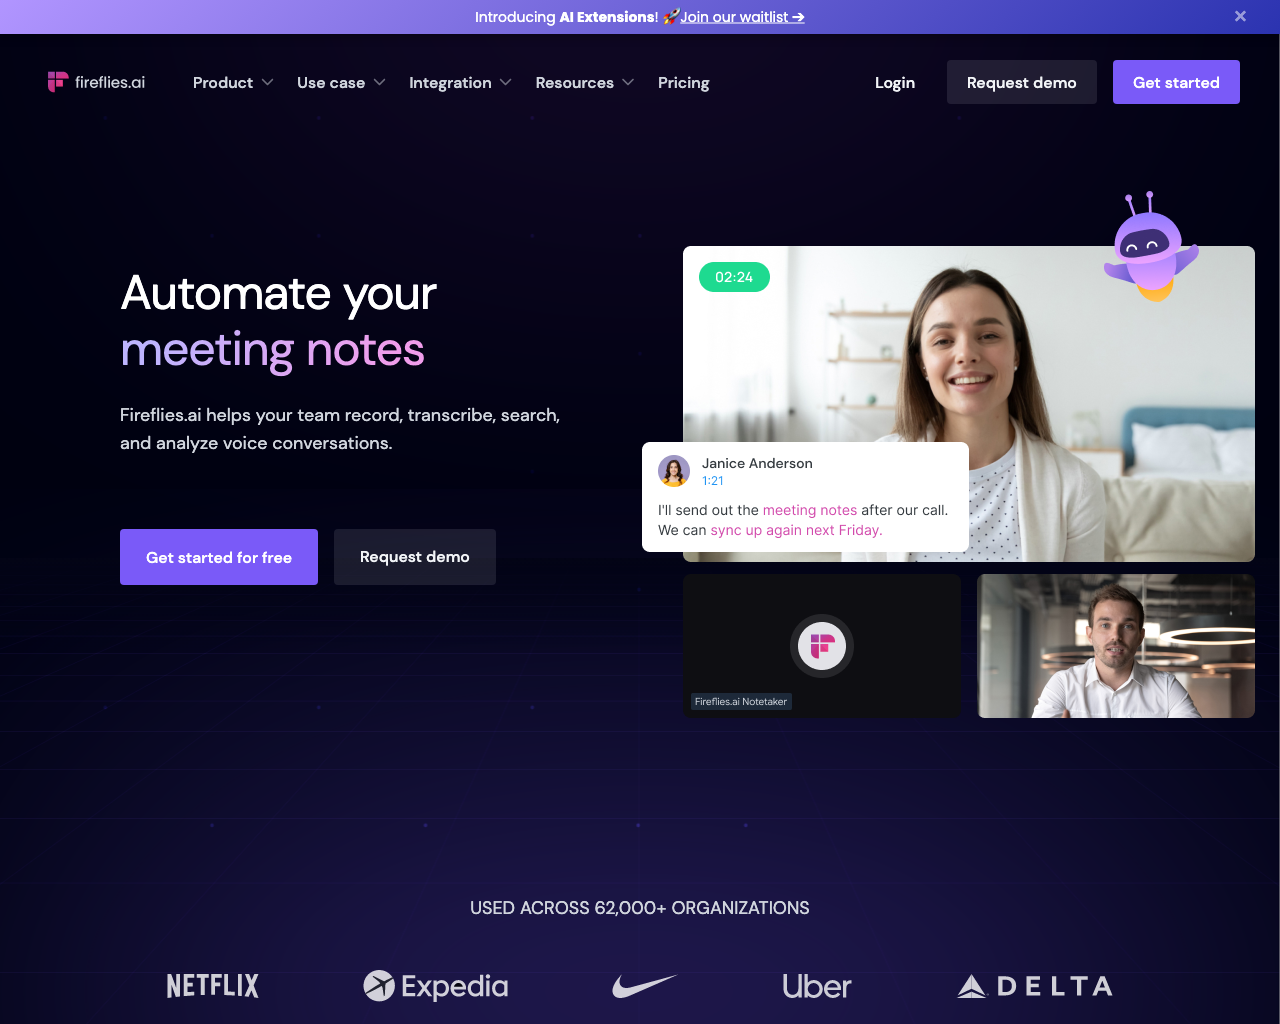 Introducing AI Extensions! 🚀Join our waitlist ➔ ✕
fireflies.ai Product Use case Integration Resources Pricing Login Request demo Get started
Automate your
meeting notes
Fireflies.ai helps your team record, transcribe, search,
and analyze voice conversations.
Get started for free Request demo
02:24
Janice Anderson
1:21
I'll send out the meeting notes after our call.
We can sync up again next Friday.
Fireflies.ai Notetaker
USED ACROSS 62,000+ ORGANIZATIONS
NETFLIX Expedia Uber DELTA